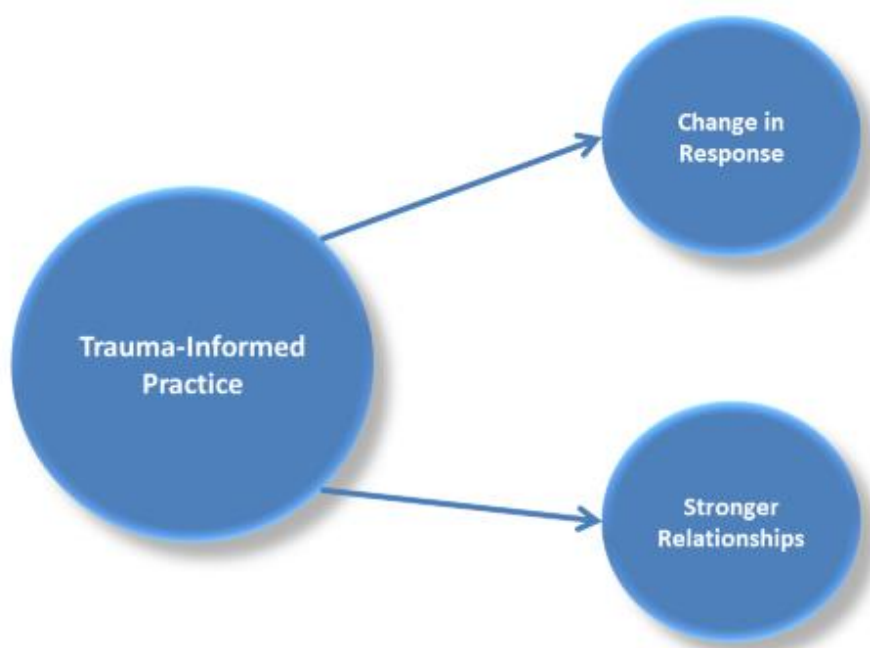 Change in
Response
Trauma-Informed
Practice
Stronger
Relationships